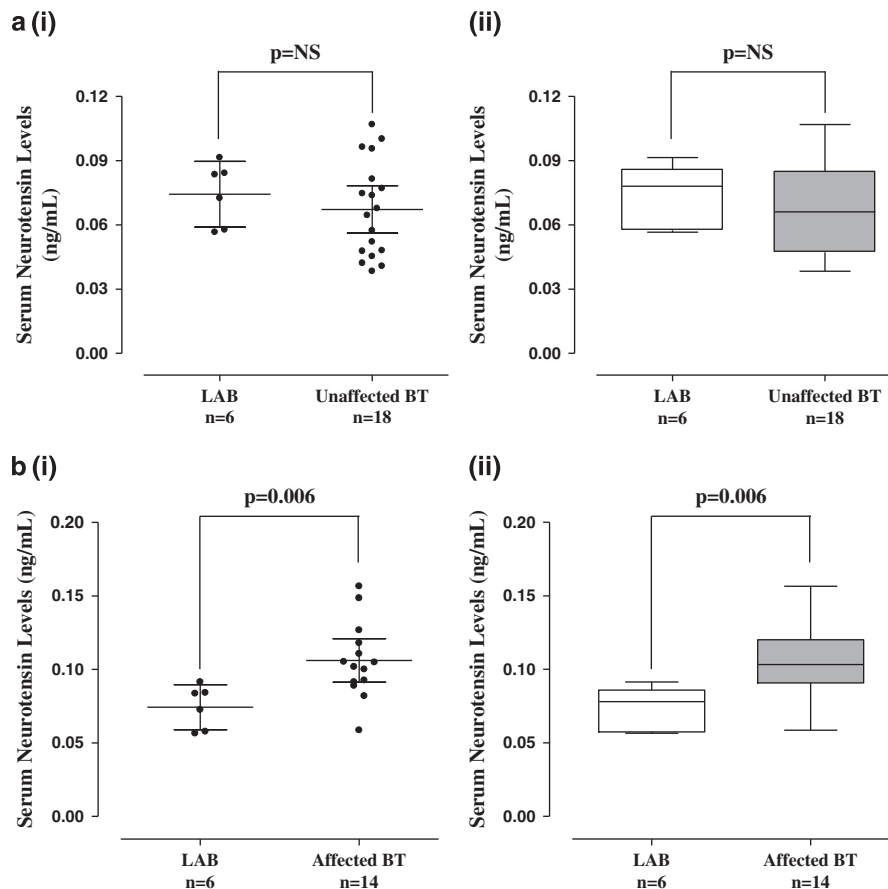 a (i)
p=NS
Serum Neurotensin Levels
(ng/mL)
0.12
0.09
0.06
0.03
0.00
LAB
n=6
Unaffected BT
n=18
(ii)
p=NS
Serum Neurotensin Levels
(ng/mL)
0.12
0.09
0.06
0.03
0.00
LAB
n=6
Unaffected BT
n=18
b (i)
p=0.006
Serum Neurotensin Levels (ng/mL)
0.20
0.15
0.10
0.05
0.00
LAB
n=6
Affected BT
n=14
(ii)
p=0.006
Serum Neurotensin Levels (ng/mL)
0.20
0.15
0.10
0.05
0.00
LAB
n=6
Affected BT
n=14